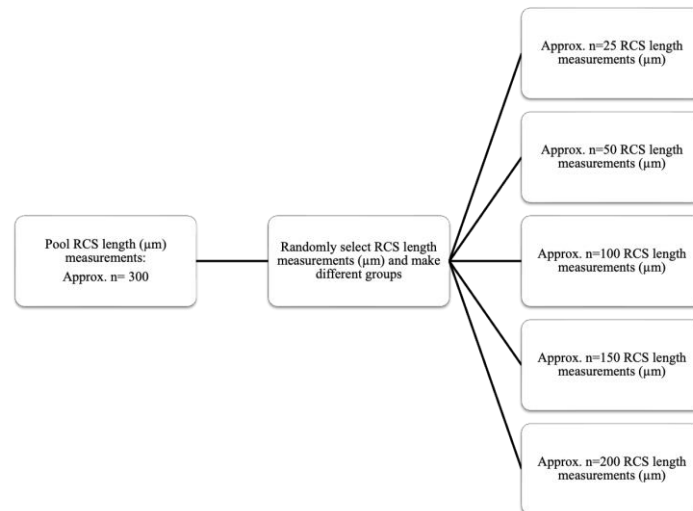 Pool RCS length (µm)
measurements:
Approx. n= 300
Randomly select RCS length
measurements (µm) and make
different groups
Approx. n=25 RCS length
measurements (µm)
Approx. n=50 RCS length
measurements (µm)
Approx. n=100 RCS length
measurements (µm)
Approx. n=150 RCS length
measurements (µm)
Approx. n=200 RCS length
measurements (µm)